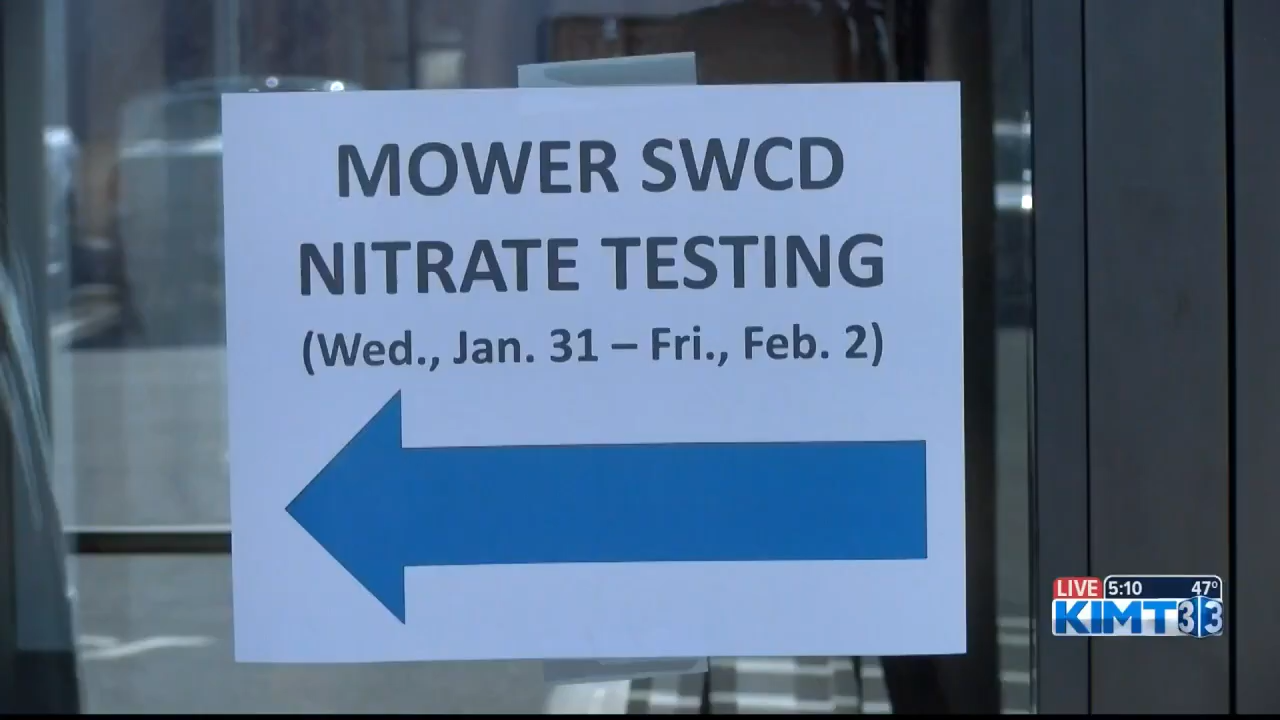 MOWER SWCD
NITRATE TESTING
(Wed., Jan. 31 – Fri., Feb. 2)
LIVE 5:10 47°
KIMT 3